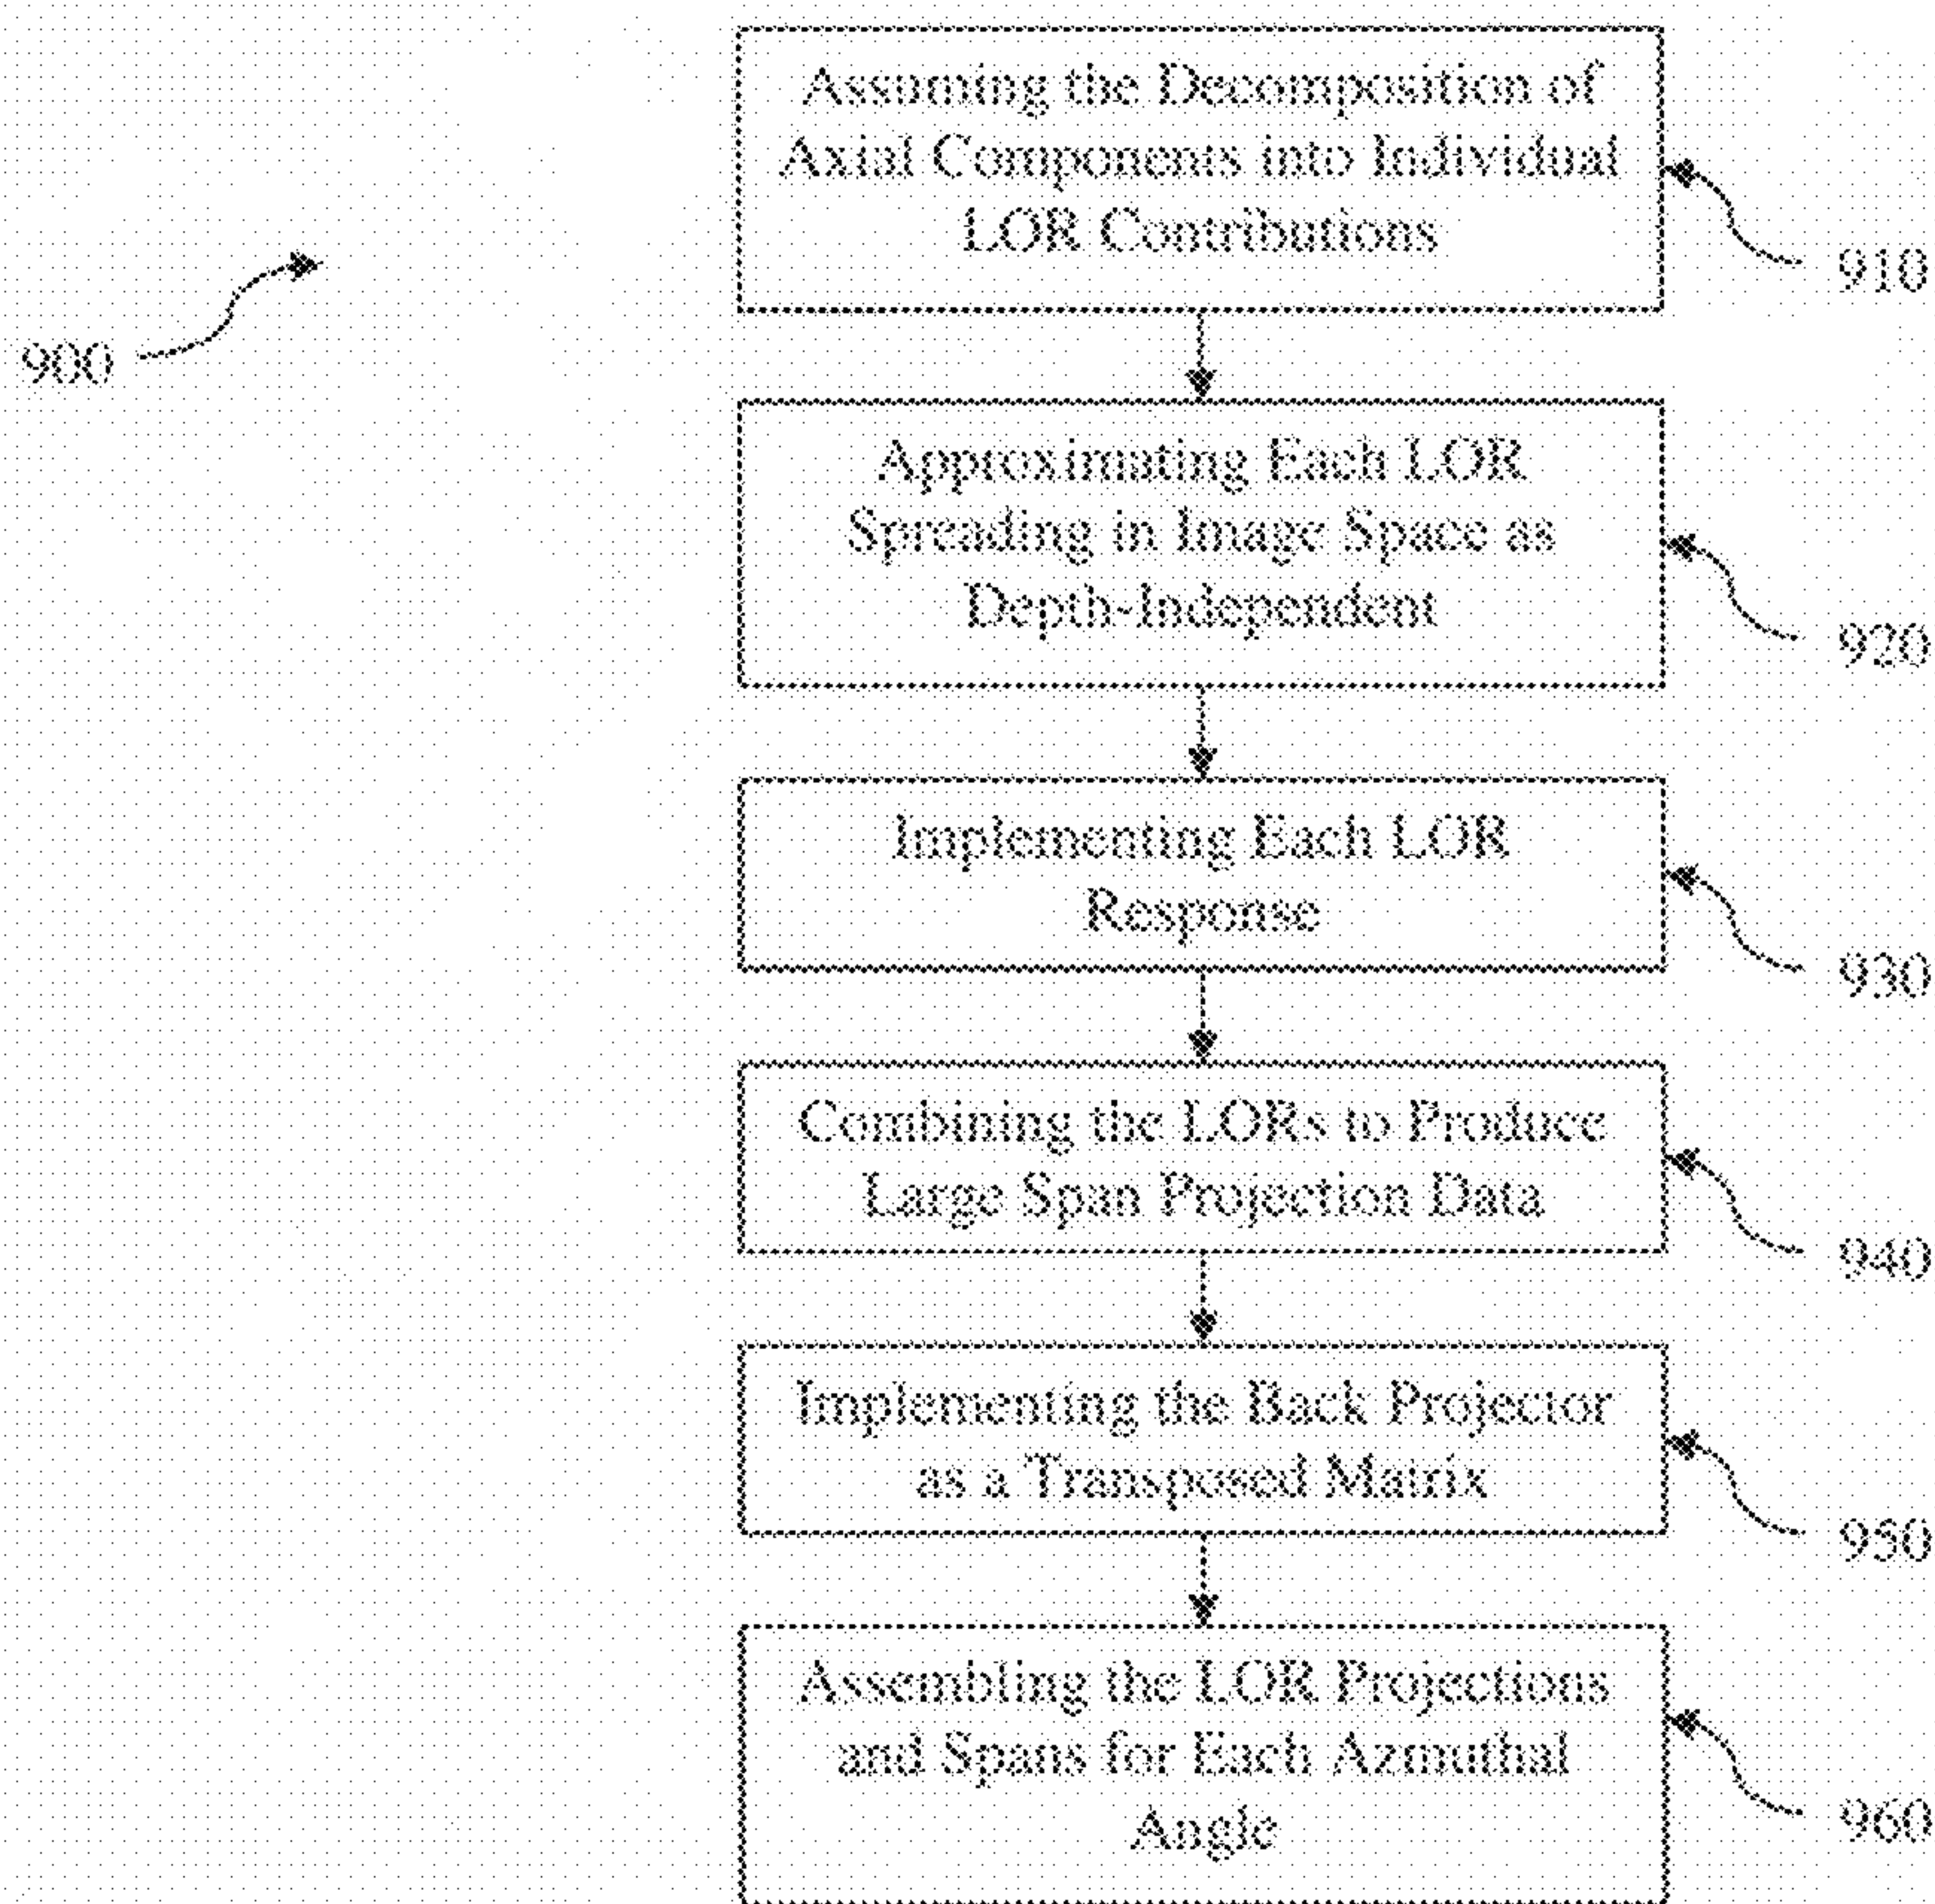 Assuming the Decomposition of
Axial Components into Individual
LOR Contributions
910
900
Approximating Each LOR
Spreading in Image Space as
Depth-Independent
920
Implementing Each LOR
Response
930
Combining the LORs to Produce
Large Span Projection Data
940
Implementing the Back Projector
as a Transposed Matrix
950
Assembling the LOR Projections
and Spans for Each Azmuthal
Angle
960